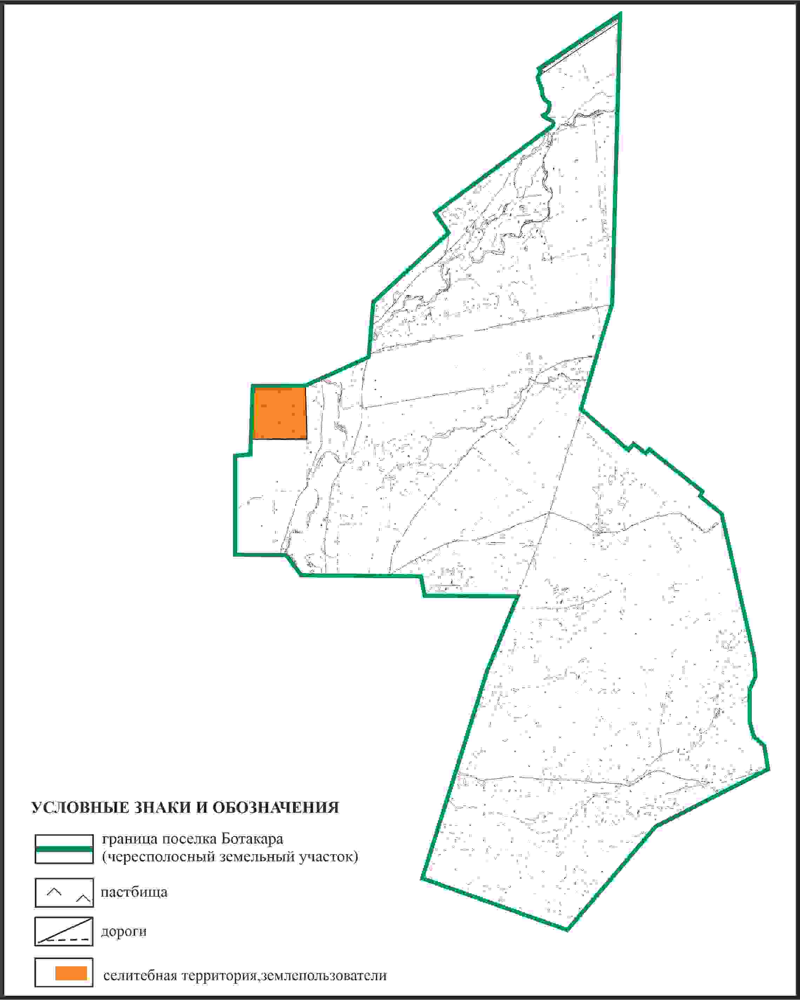 УСЛОВНЫЕ ЗНАКИ И ОБОЗНАЧЕНИЯ
граница поселка Ботакара
(чересполосный земельный участок)
пастбища
дороги
селитебная территория,землепользователи